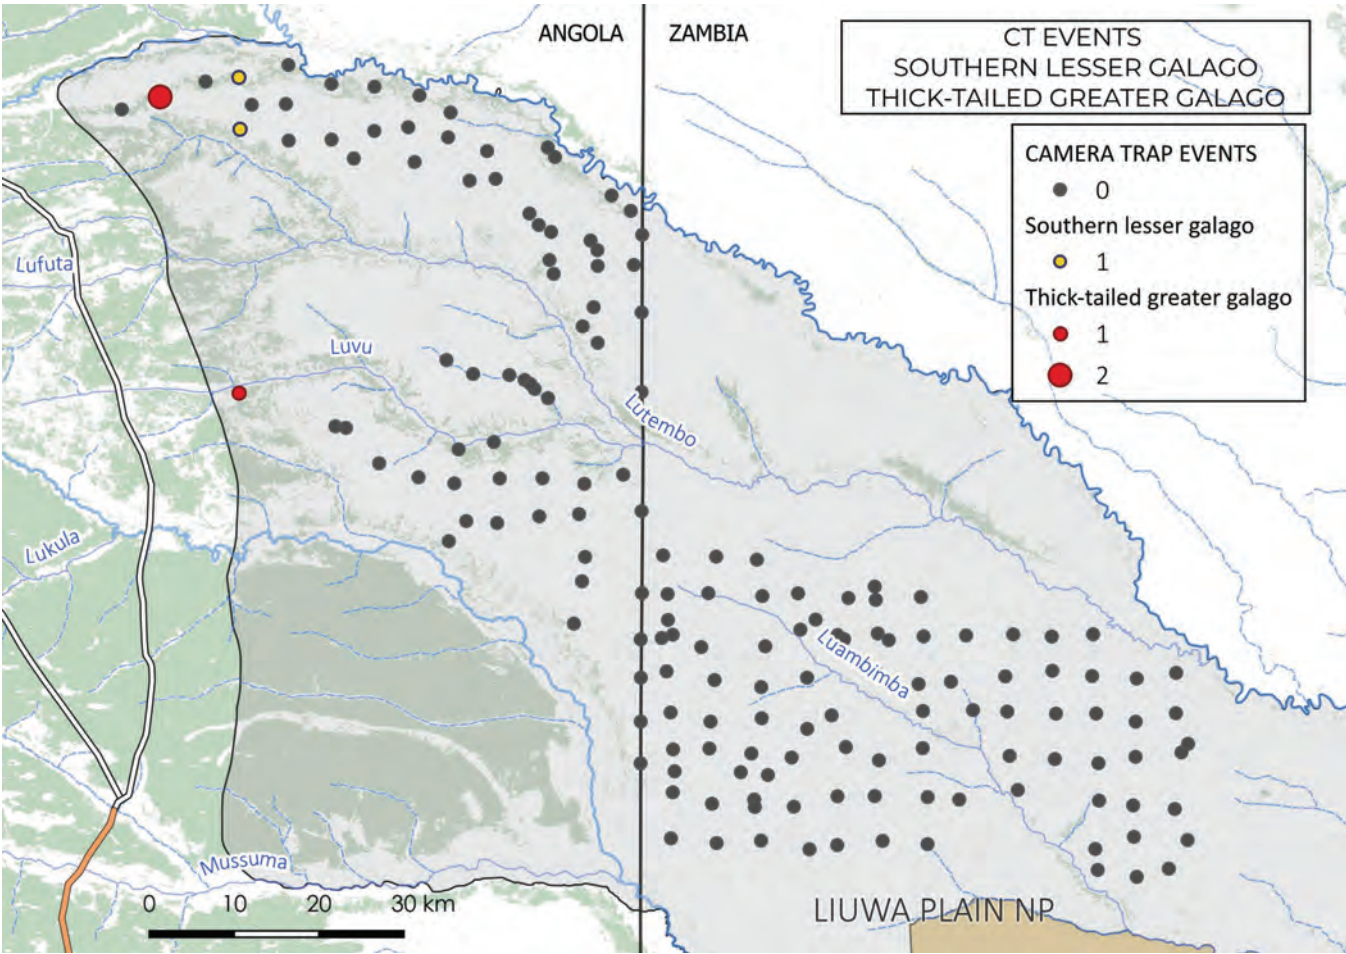 ANGOLA
ZAMBIA
CT EVENTS
SOUTHERN LESSER GALAGO
THICK-TAILED GREATER GALAGO
CAMERA TRAP EVENTS
0
Southern lesser galago
1
Thick-tailed greater galago
1
2
Lufuta
Luvu
Lutembo
Lukula
Luambimba
Mussuma
0 10 20 30 km
LIUWA PLAIN NP